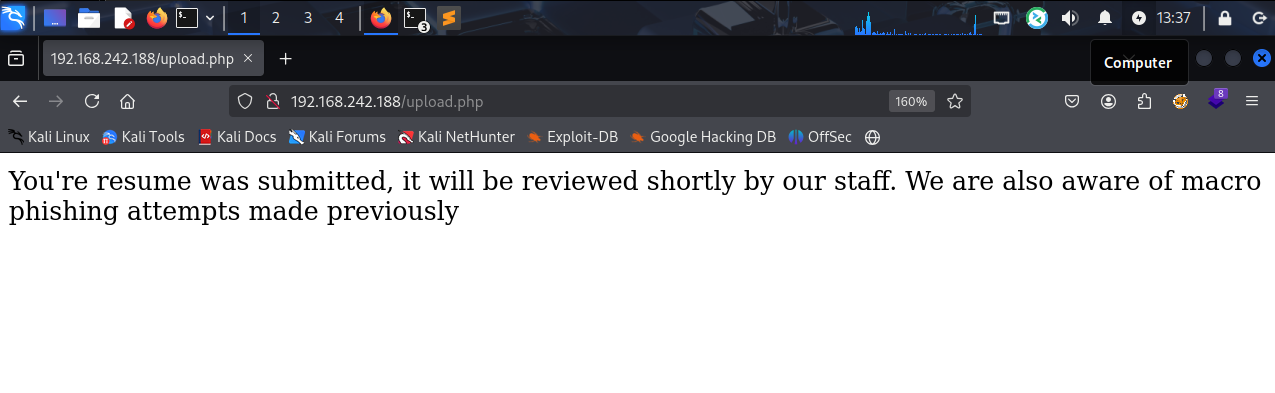 1 2 3 4 3 13:37
192.168.242.188/upload.php
Computer
192.168.242.188/upload.php 160% 8
Kali Linux Kali Tools Kali Docs Kali Forums Kali NetHunter Exploit-DB Google Hacking DB OffSec
You're resume was submitted, it will be reviewed shortly by our staff. We are also aware of macro
phishing attempts made previously